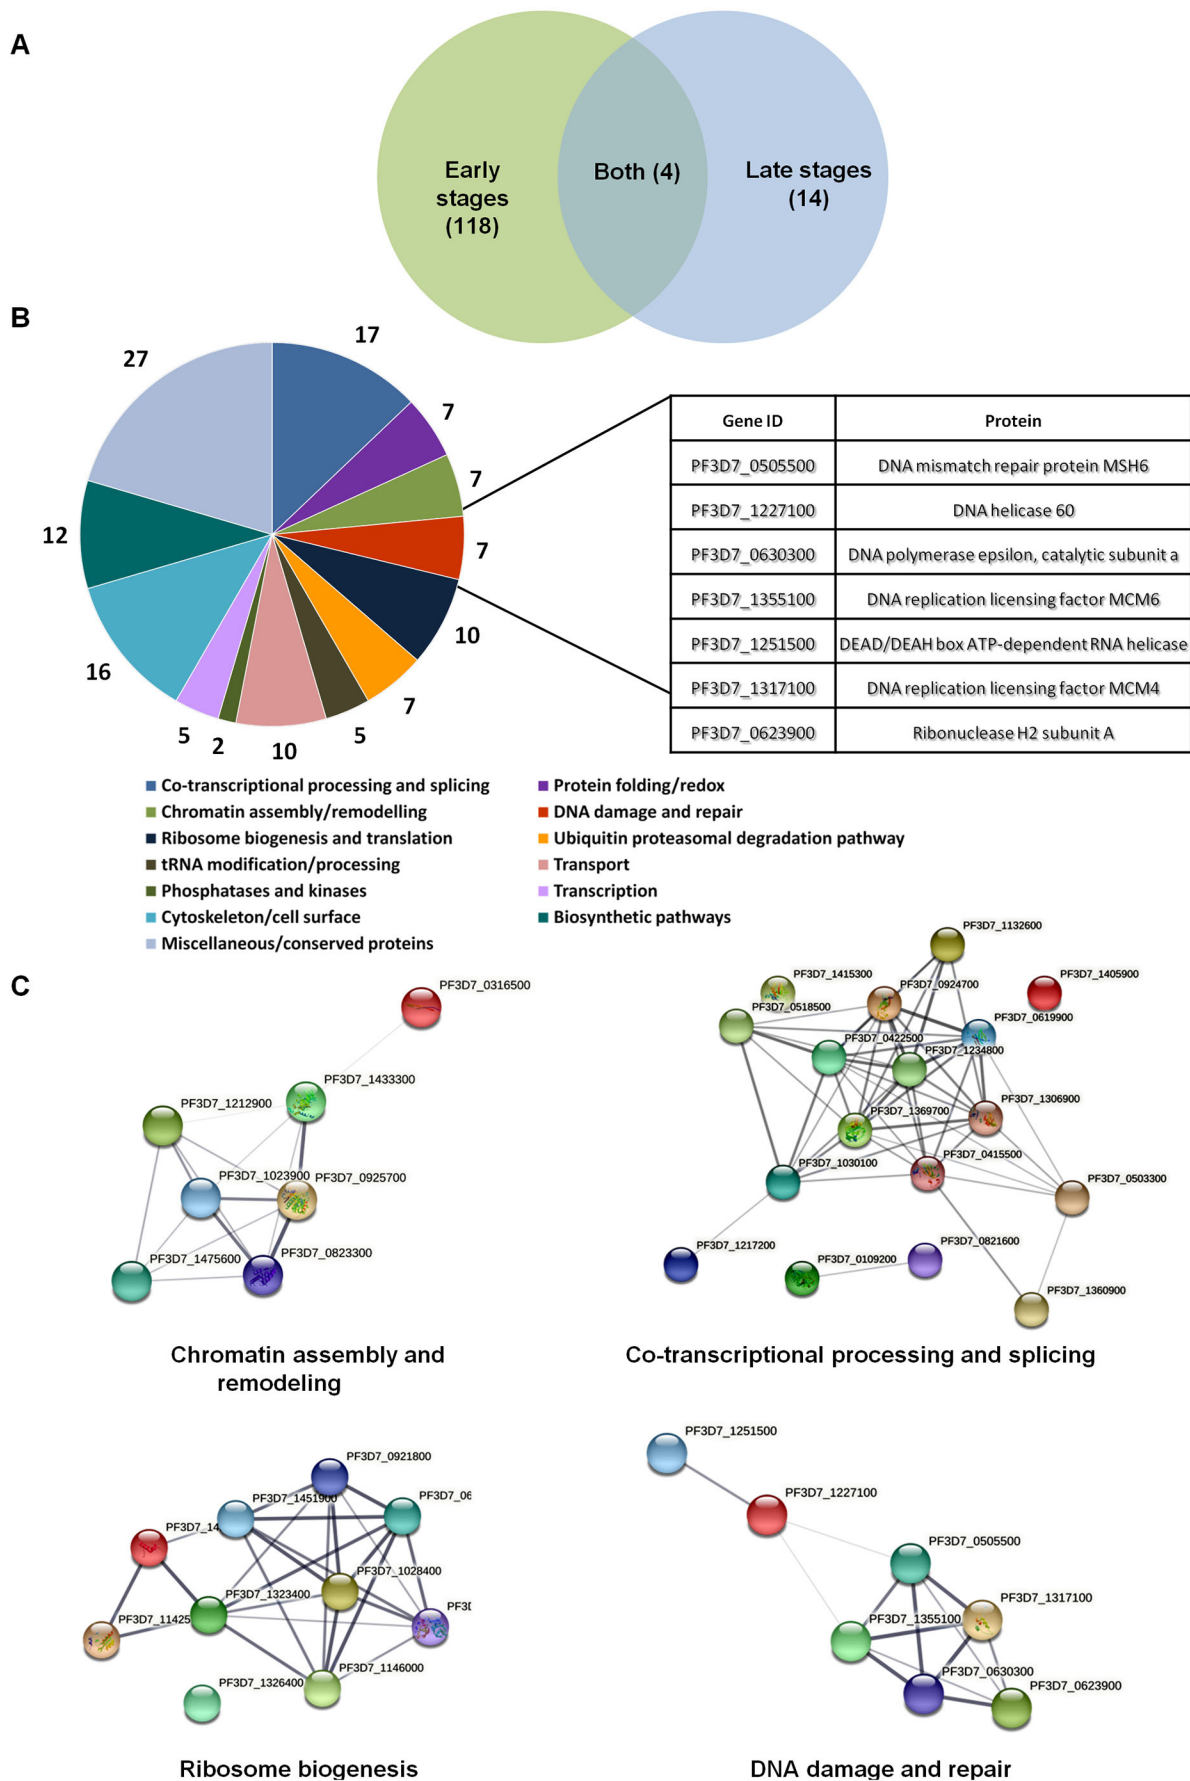 A
Early
stages
(118)
Both (4)
Late stages
(14)
B
17
7
7
7
10
7
5
10
2
5
16
12
27
Gene ID Protein
PF3D7_0505500 DNA mismatch repair protein MSH6
PF3D7_1227100 DNA helicase 60
PF3D7_0630300 DNA polymerase epsilon, catalytic subunit a
PF3D7_1355100 DNA replication licensing factor MCM6
PF3D7_1251500 DEAD/DEAH box ATP-dependent RNA helicase
PF3D7_1317100 DNA replication licensing factor MCM4
PF3D7_0623900 Ribonuclease H2 subunit A
Co-transcriptional processing and splicing
Protein folding/redox
Chromatin assembly/remodelling
DNA damage and repair
Ribosome biogenesis and translation
Ubiquitin proteasomal degradation pathway
tRNA modification/processing
Transport
Phosphatases and kinases
Transcription
Cytoskeleton/cell surface
Biosynthetic pathways
Miscellaneous/conserved proteins
C
PF3D7_0316500
PF3D7_1433300
PF3D7_1212900
PF3D7_1023900
PF3D7_0925700
PF3D7_1475600
PF3D7_0823300
Chromatin assembly and
remodeling
PF3D7_1132600
PF3D7_1415300
PF3D7_0924700
PF3D7_1405900
PF3D7_0518500
PF3D7_0619900
PF3D7_0422500
PF3D7_1234800
PF3D7_1306900
PF3D7_1369700
PF3D7_1030100
PF3D7_0415500
PF3D7_0503300
PF3D7_1217200
PF3D7_0109200
PF3D7_0821600
PF3D7_1360900
Co-transcriptional processing and splicing
PF3D7_0921800
PF3D7_1451900
PF3D7_06
PF3D7_14
PF3D7_1028400
PF3D7_1323400
PF3D7_11425
PF3D
PF3D7_1146000
PF3D7_1326400
Ribosome biogenesis
PF3D7_1251500
PF3D7_1227100
PF3D7_0505500
PF3D7_1317100
PF3D7_1355100
PF3D7_0630300
PF3D7_0623900
DNA damage and repair